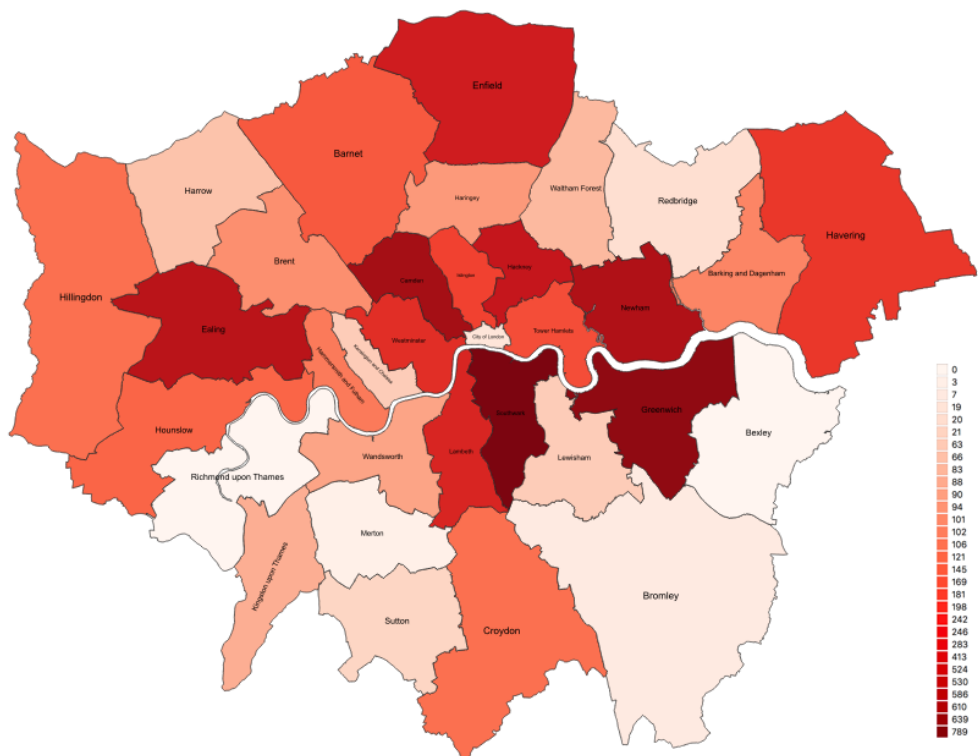 Enfield
Barnet
Harrow
Haringey
Waltham Forest
Redbridge
Havering
Brent
Barking and Dagenham
Hillingdon
Camden
Islington
Hackney
Newham
Ealing
Westminster
City of London
Tower Hamlets
Kensington and Chelsea
Hammersmith and Fulham
Southwark
Greenwich
Hounslow
Bexley
Wandsworth
Lambeth
Lewisham
Richmond upon Thames
Merton
Kingston upon Thames
Bromley
Sutton
Croydon
0
3
7
19
20
21
63
66
83
88
90
94
101
102
106
121
145
169
181
198
242
246
283
413
524
530
586
610
639
789